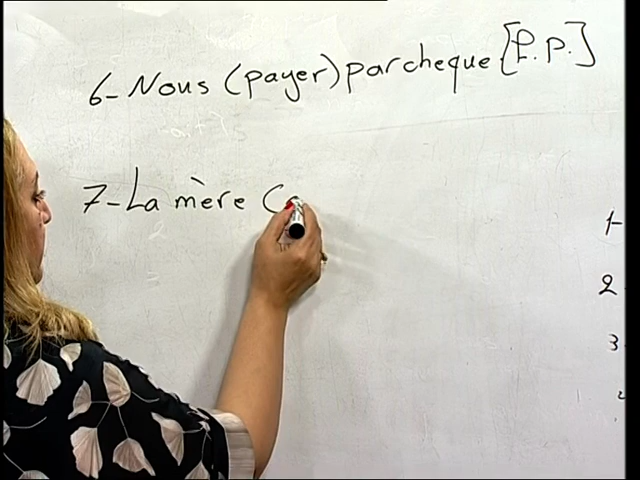 6- Nous (payer) par cheque [P.P.]
7- La mère (
1-
2
3